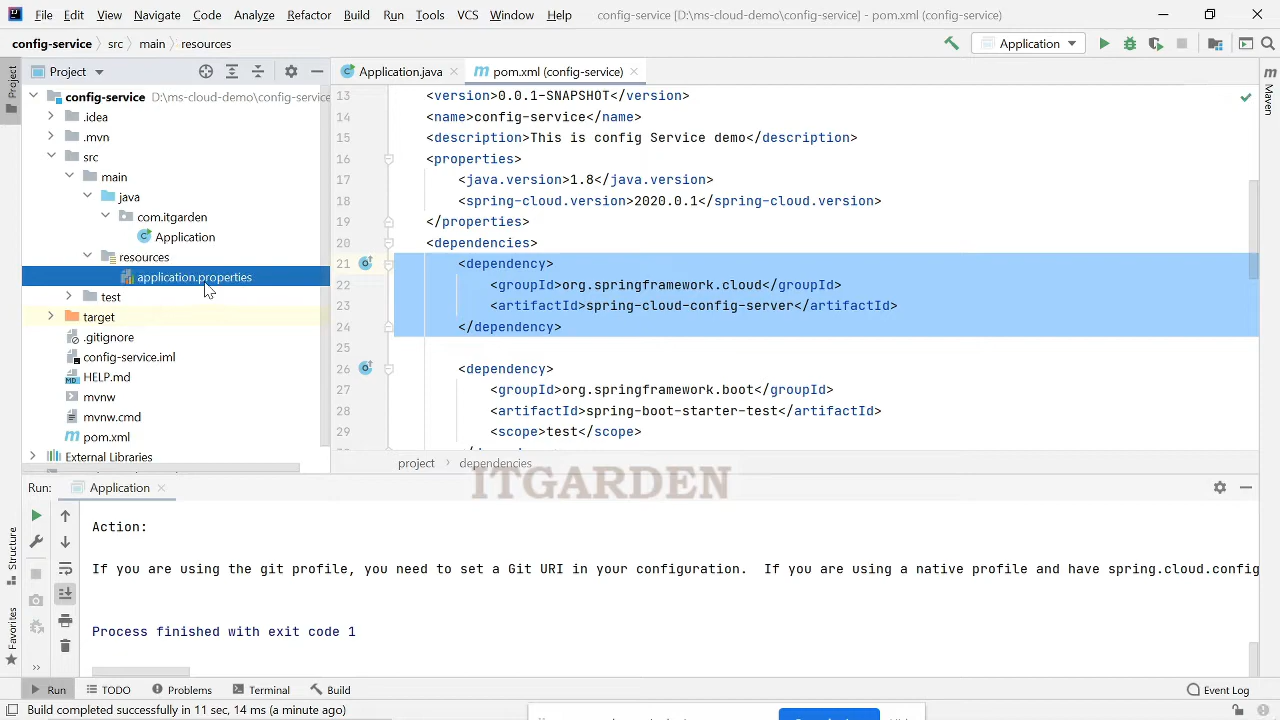 File Edit View Navigate Code Analyze Refactor Build Run Tools VCS Window Help config-service [D:\ms-cloud-demo\config-service] - pom.xml (config-service)
config-service src main resources Application
Project Application.java pom.xml (config-service)
Project
Maven
config-service D:\ms-cloud-demo\config-service
.idea
.mvn
src
main
java
com.itgarden
Application
resources
application.properties
test
target
.gitignore
config-service.iml
HELP.md
mvnw
mvnw.cmd
pom.xml
External Libraries
13 <version>0.0.1-SNAPSHOT</version>
14 <name>config-service</name>
15 <description>This is config Service demo</description>
16 <properties>
17 <java.version>1.8</java.version>
18 <spring-cloud.version>2020.0.1</spring-cloud.version>
19 </properties>
20 <dependencies>
21 <dependency>
22 <groupId>org.springframework.cloud</groupId>
23 <artifactId>spring-cloud-config-server</artifactId>
24 </dependency>
25
26 <dependency>
27 <groupId>org.springframework.boot</groupId>
28 <artifactId>spring-boot-starter-test</artifactId>
29 <scope>test</scope>
project dependencies
ITGARDEN
Run: Application
Action:
If you are using the git profile, you need to set a Git URI in your configuration. If you are using a native profile and have spring.cloud.config
Process finished with exit code 1
Structure
Favorites
Run TODO Problems Terminal Build Event Log
Build completed successfully in 11 sec, 14 ms (a minute ago)